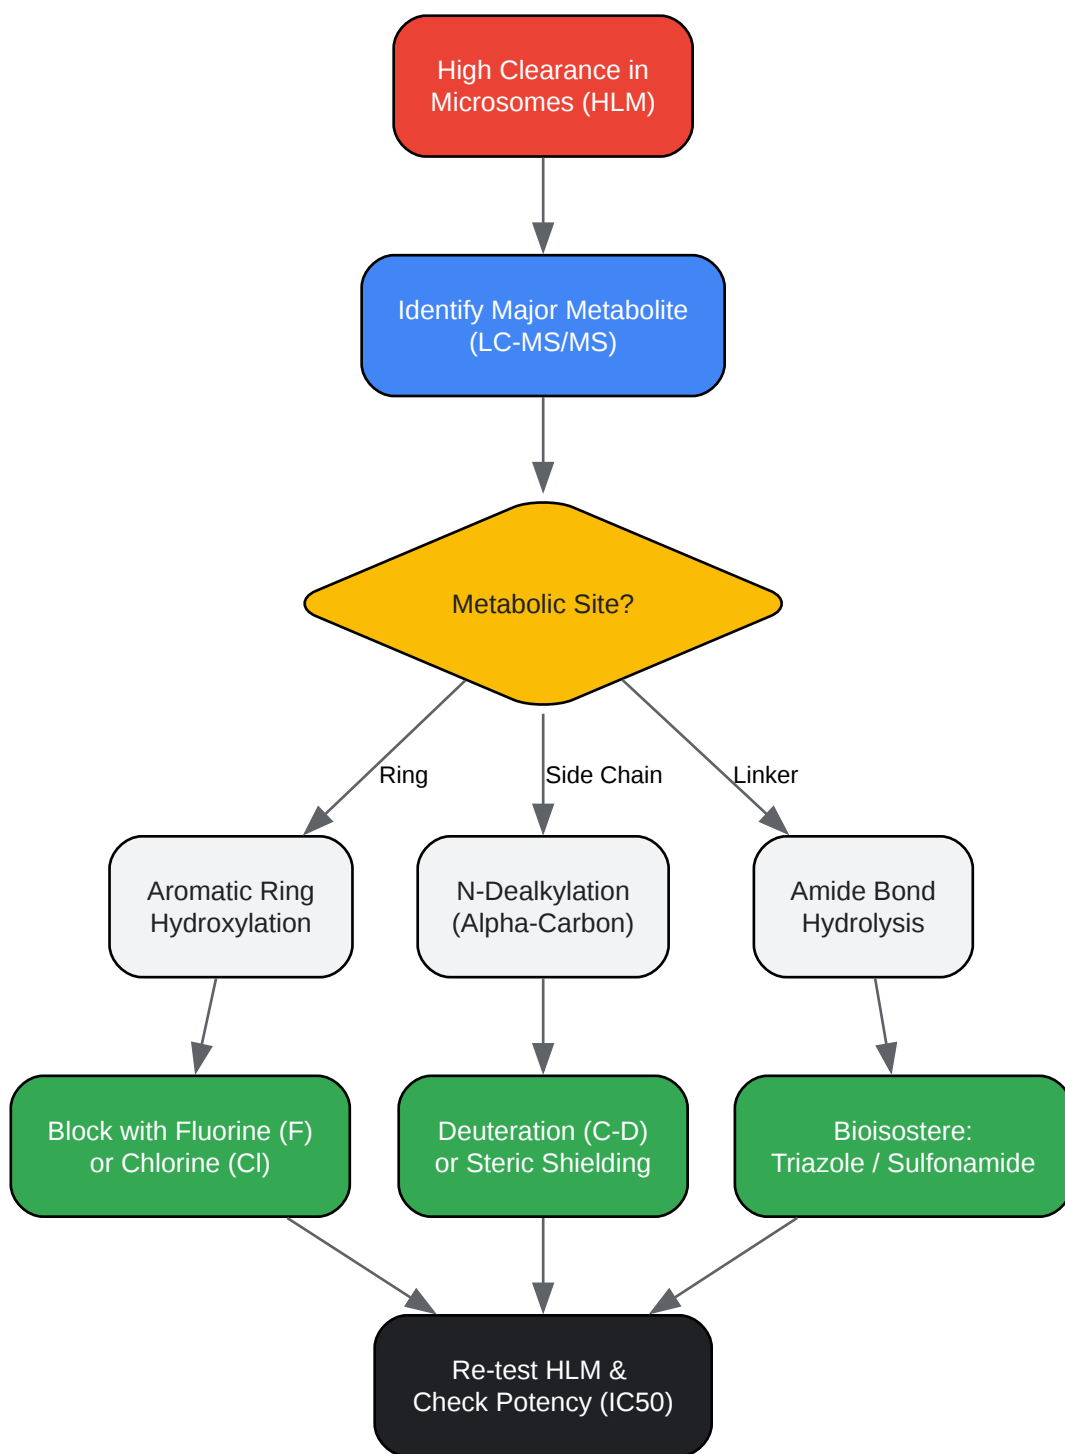 High Clearance in
Microsomes (HLM)
Identify Major Metabolite
(LC-MS/MS)
Metabolic Site?
Ring
Side Chain
Linker
Aromatic Ring
Hydroxylation
N-Dealkylation
(Alpha-Carbon)
Amide Bond
Hydrolysis
Block with Fluorine (F)
or Chlorine (Cl)
Deuteration (C-D)
or Steric Shielding
Bioisostere:
Triazole / Sulfonamide
Re-test HLM &
Check Potency (IC50)